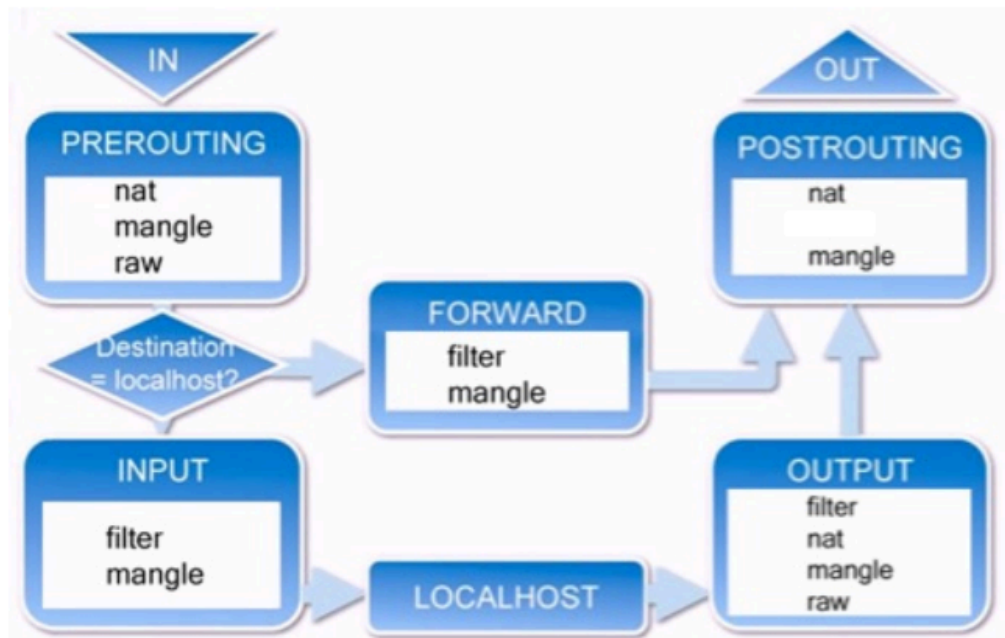 IN
PREROUTING
nat
mangle
raw
Destination
= localhost?
INPUT
filter
mangle
FORWARD
filter
mangle
LOCALHOST
OUT
POSTROUTING
nat
mangle
OUTPUT
filter
nat
mangle
raw